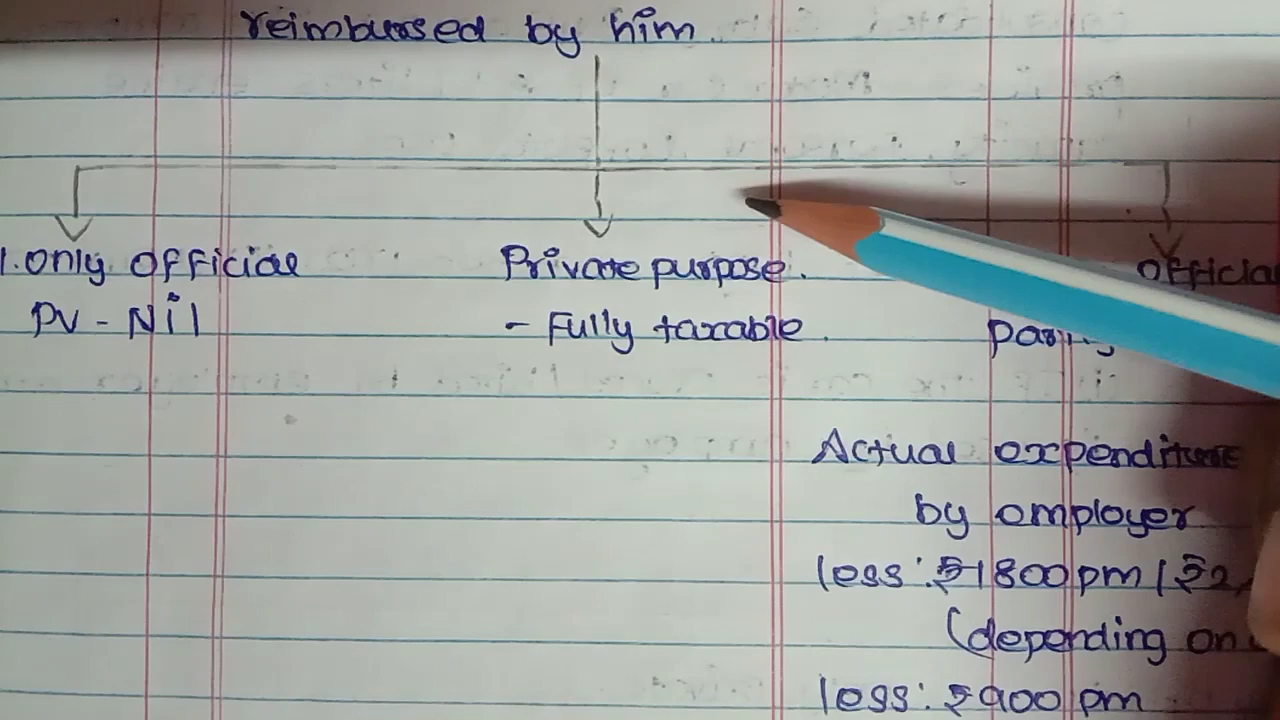 reimbursed by him.
1. Only official
PV - Nil
Private purpose.
- Fully taxable.
Official
Actual expenditure
by employer
less: ₹1800 pm / ₹2,
(depending on
less: ₹900 pm